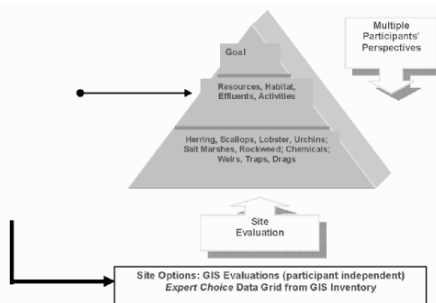 Multiple
Participants'
Perspectives
Goal
Resources, Habitat,
Effluents, Activities
Herring, Scallops, Lobster, Urchins;
Salt Marshes, Rockweed; Chemicals;
Weirs, Traps, Drags
Site
Evaluation
Site Options: GIS Evaluations (participant independent)
Expert Choice Data Grid from GIS Inventory